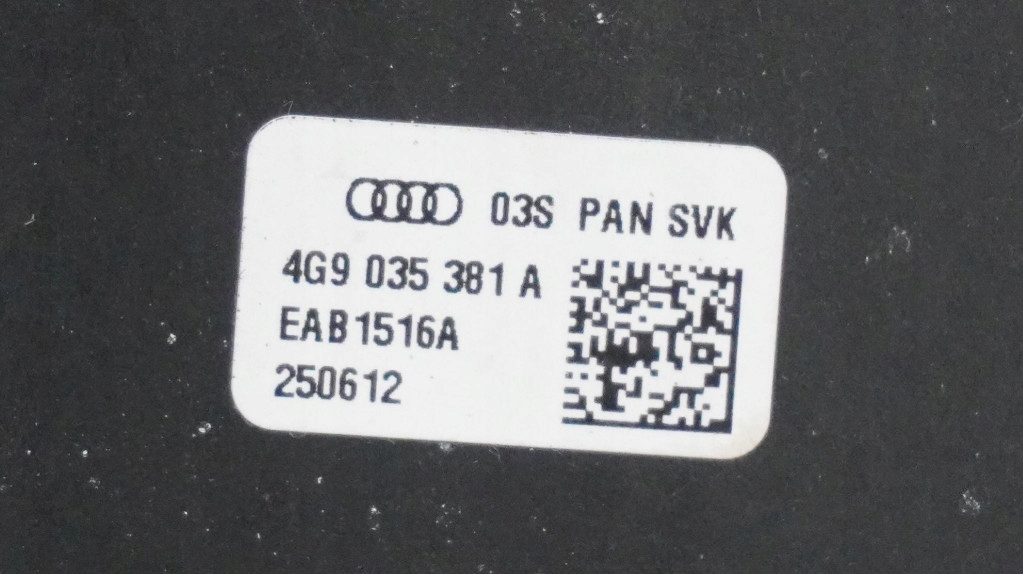 03S PAN SVK
4G9 035 381 A
EAB1516A
250612